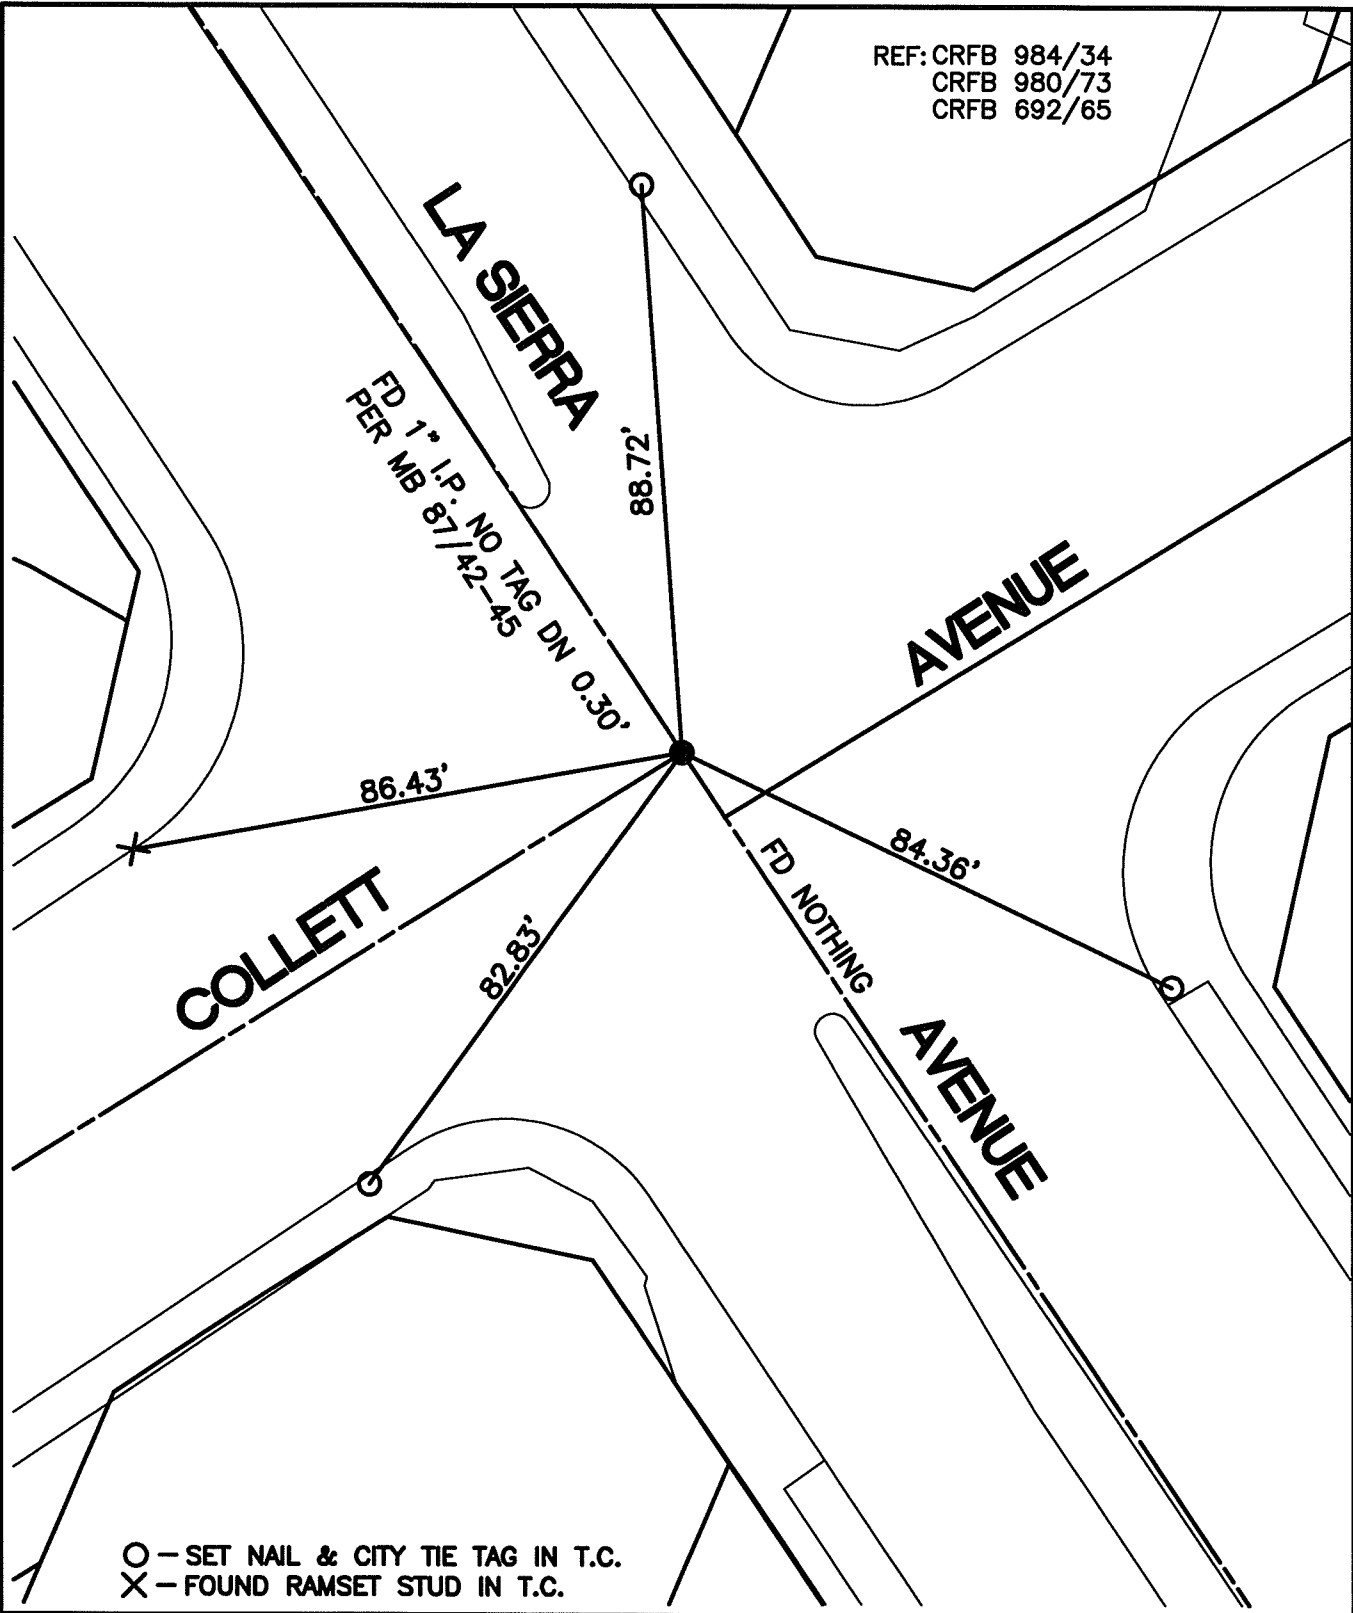 REF: CRFB 984/34
CRFB 980/73
CRFB 692/65
LA SIERRA
FD 1" I.P. NO TAG DN 0.30'
PER MB 87/42-45
88.72'
AVENUE
86.43'
84.36'
FD NOTHING
COLLETT
82.83'
AVENUE
O - SET NAIL & CITY TIE TAG IN T.C.
X - FOUND RAMSET STUD IN T.C.